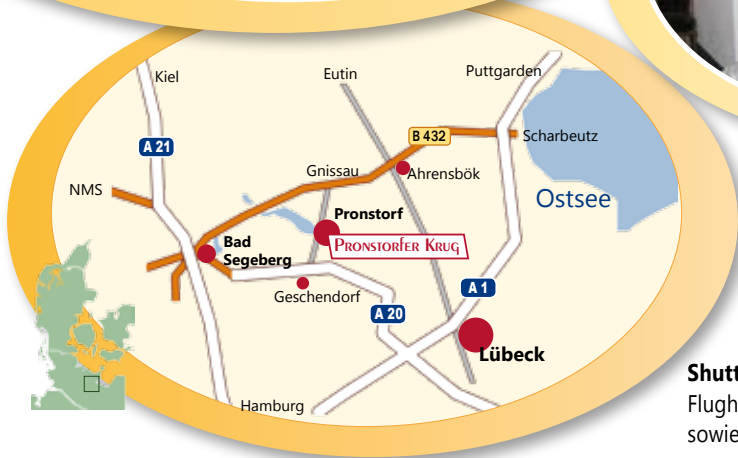 Kiel
Eutin
Puttgarden
B 432
Scharbeutz
A 21
Gnissau
Ahrensbök
NMS
Ostsee
Pronstorf
PRONSTORFER KRUG
Bad
Segeberg
Geschendorf
A 1
A 20
Lübeck
Hamburg
Shutt
Flugh
sowie